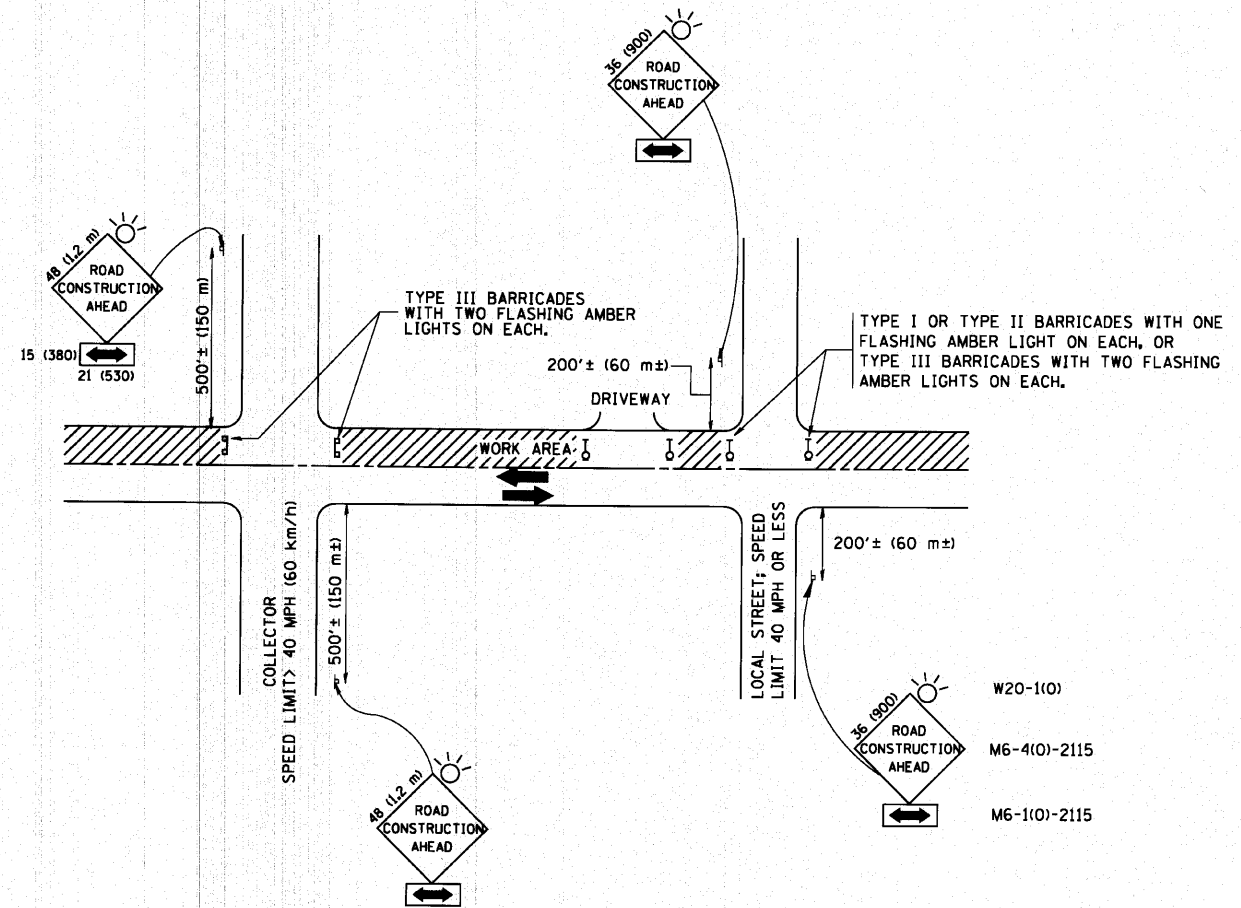 36 (900)
ROAD
CONSTRUCTION
AHEAD
48 (1.2 m)
ROAD
CONSTRUCTION
AHEAD
15 (380)
21 (530)
500'± (150 m)
TYPE III BARRICADES
WITH TWO FLASHING AMBER
LIGHTS ON EACH.
200'± (60 m±)
DRIVEWAY
TYPE I OR TYPE II BARRICADES WITH ONE
FLASHING AMBER LIGHT ON EACH, OR
TYPE III BARRICADES WITH TWO FLASHING
AMBER LIGHTS ON EACH.
WORK AREA
COLLECTOR
SPEED LIMIT> 40 MPH (60 km/h)
500'± (150 m±)
LOCAL STREET; SPEED
LIMIT 40 MPH OR LESS
200'± (60 m±)
48 (1.2 m)
ROAD
CONSTRUCTION
AHEAD
36 (900)
ROAD
CONSTRUCTION
AHEAD
W20-1(O)
M6-4(O)-2115
M6-1(O)-2115